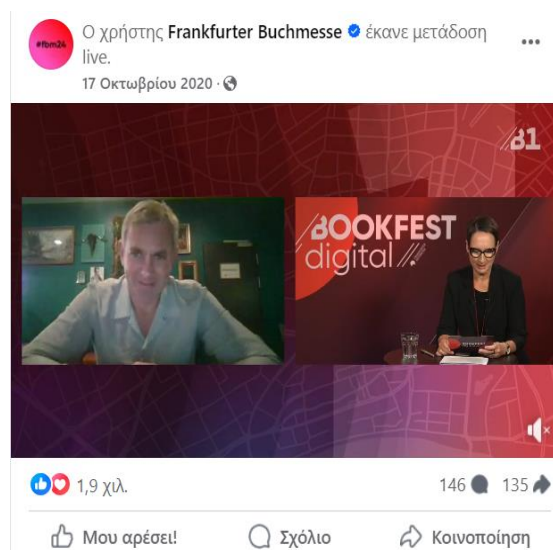 #fbm24
Ο χρήστης Frankfurter Buchmesse έκανε μετάδοση
live.
17 Οκτωβρίου 2020 ·
B1
BOOKFEST
digital
1,9 χιλ.
146
135
Μου αρέσει!
Σχόλιο
Κοινοποίηση